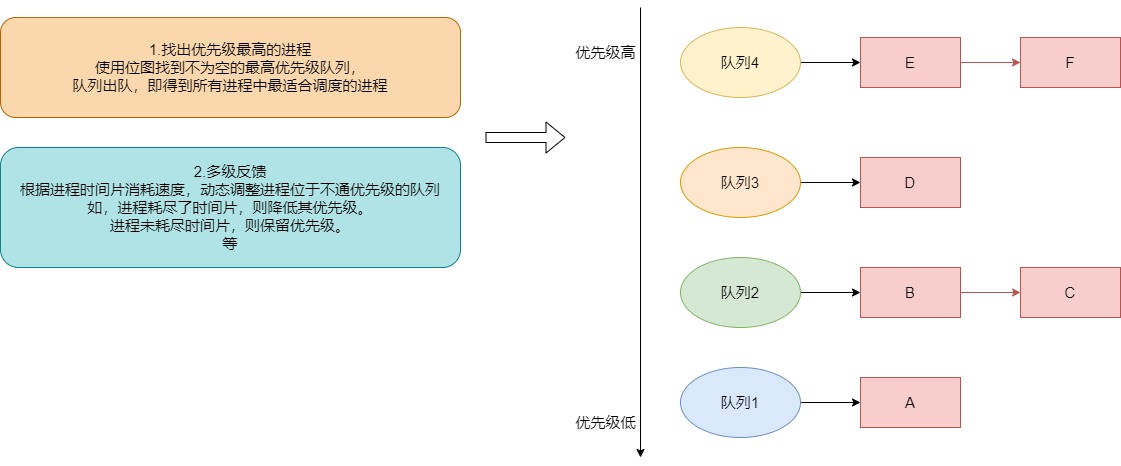 1.找出优先级最高的进程
使用位图找到不为空的最高优先级队列，
队列出队，即得到所有进程中最适合调度的进程
2.多级反馈
根据进程时间片消耗速度，动态调整进程位于不通优先级的队列
如，进程耗尽了时间片，则降低其优先级。
进程未耗尽时间片，则保留优先级。
等
优先级高
队列4
E
F
队列3
D
队列2
B
C
队列1
A
优先级低